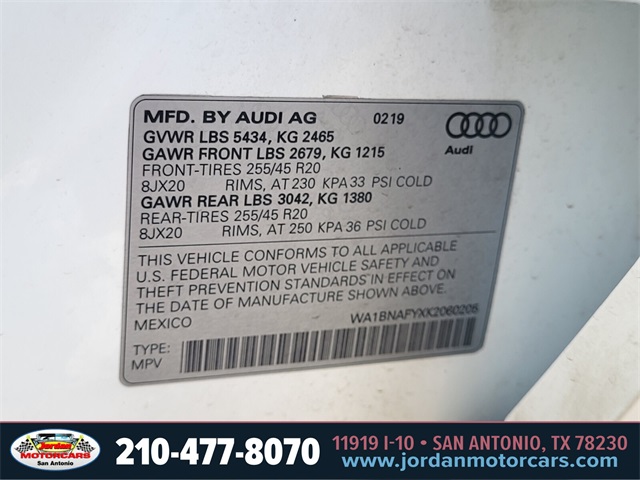 MFD. BY AUDI AG 0219
GVWR LBS 5434, KG 2465
GAWR FRONT LBS 2679, KG 1215
FRONT-TIRES 255/45 R20
8JX20 RIMS, AT 230 KPA 33 PSI COLD
GAWR REAR LBS 3042, KG 1380
REAR-TIRES 255/45 R20
8JX20 RIMS, AT 250 KPA 36 PSI COLD
Audi
THIS VEHICLE CONFORMS TO ALL APPLICABLE
U.S. FEDERAL MOTOR VEHICLE SAFETY AND
THEFT PREVENTION STANDARDS IN EFFECT ON
THE DATE OF MANUFACTURE SHOWN ABOVE.
MEXICO WA1BNAFYXK2060205
TYPE:
MPV
Jordan
MOTORCARS
San Antonio
210-477-8070
11919 I-10 • SAN ANTONIO, TX 78230
www.jordanmotorcars.com